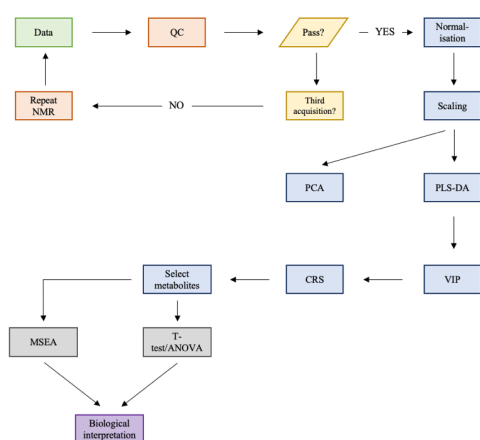 Data
QC
Pass?
YES
Normal-
isation
Repeat
NMR
NO
Third
acquisition?
Scaling
PCA
PLS-DA
Select
metabolites
CRS
VIP
MSEA
T-
test/ANOVA
Biological
interpretation